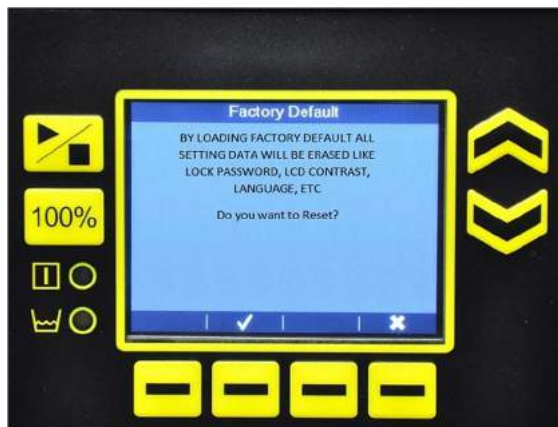 Factory Default
BY LOADING FACTORY DEFAULT ALL
SETTING DATA WILL BE ERASED LIKE
LOCK PASSWORD, LCD CONTRAST,
LANGUAGE, ETC
Do you want to Reset?
100%